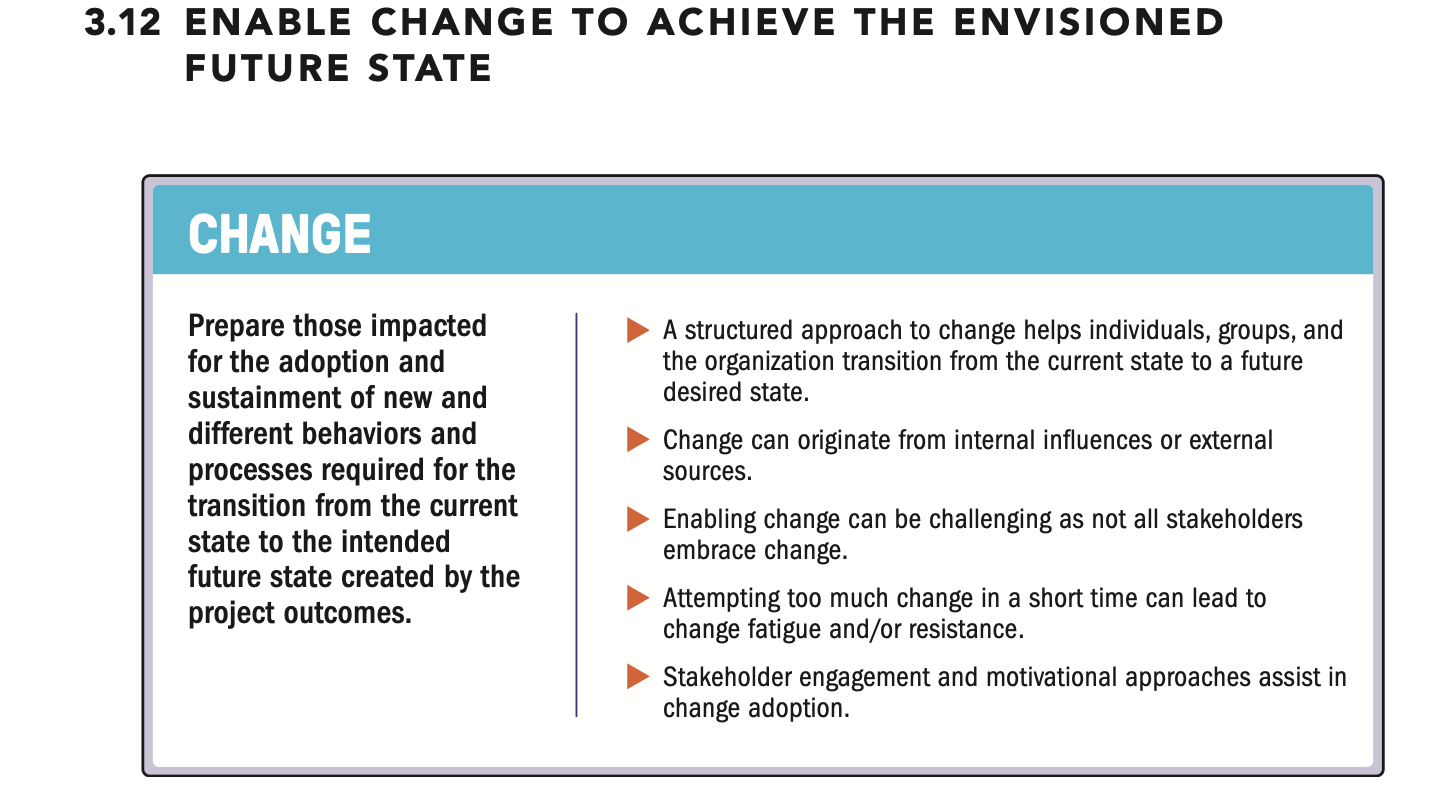 3.12 ENABLE CHANGE TO ACHIEVE THE ENVISIONED
FUTURE STATE
CHANGE
Prepare those impacted
for the adoption and
sustainment of new and
different behaviors and
processes required for the
transition from the current
state to the intended
future state created by the
project outcomes.
A structured approach to change helps individuals, groups, and
the organization transition from the current state to a future
desired state.
Change can originate from internal influences or external
sources.
Enabling change can be challenging as not all stakeholders
embrace change.
Attempting too much change in a short time can lead to
change fatigue and/or resistance.
Stakeholder engagement and motivational approaches assist in
change adoption.